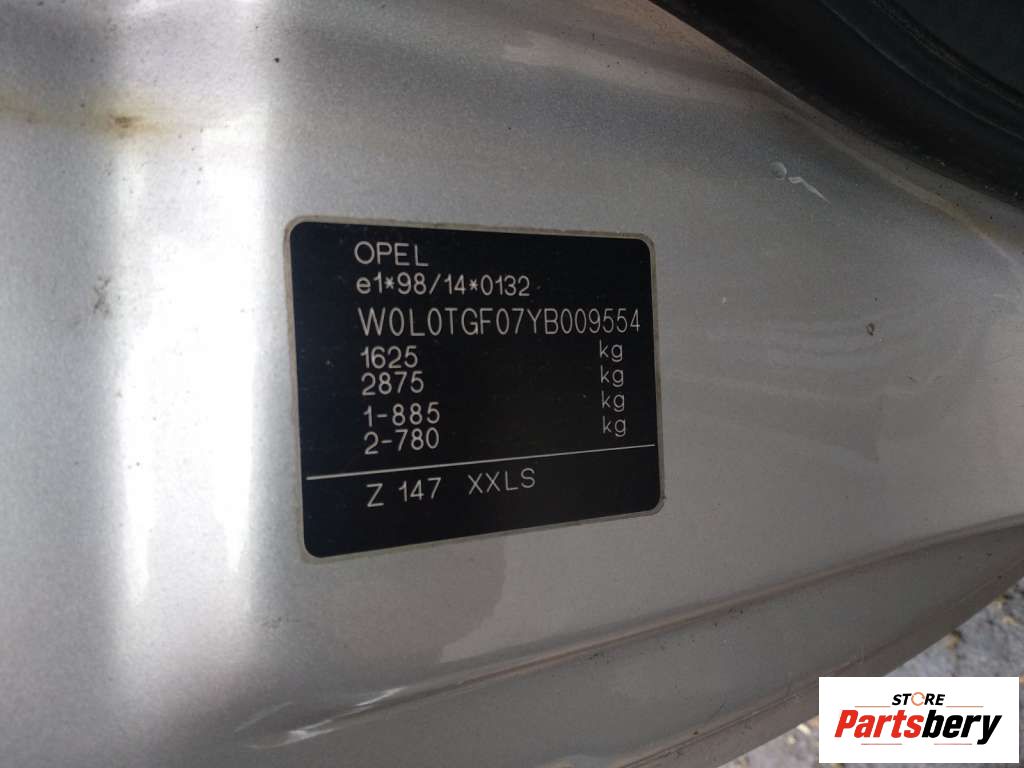 OPEL
e1*98/14*0132
W0L0TGF07YB009554
1625 kg
2875 kg
1-885 kg
2-780 kg
Z 147 XXLS
STORE
Partsbery